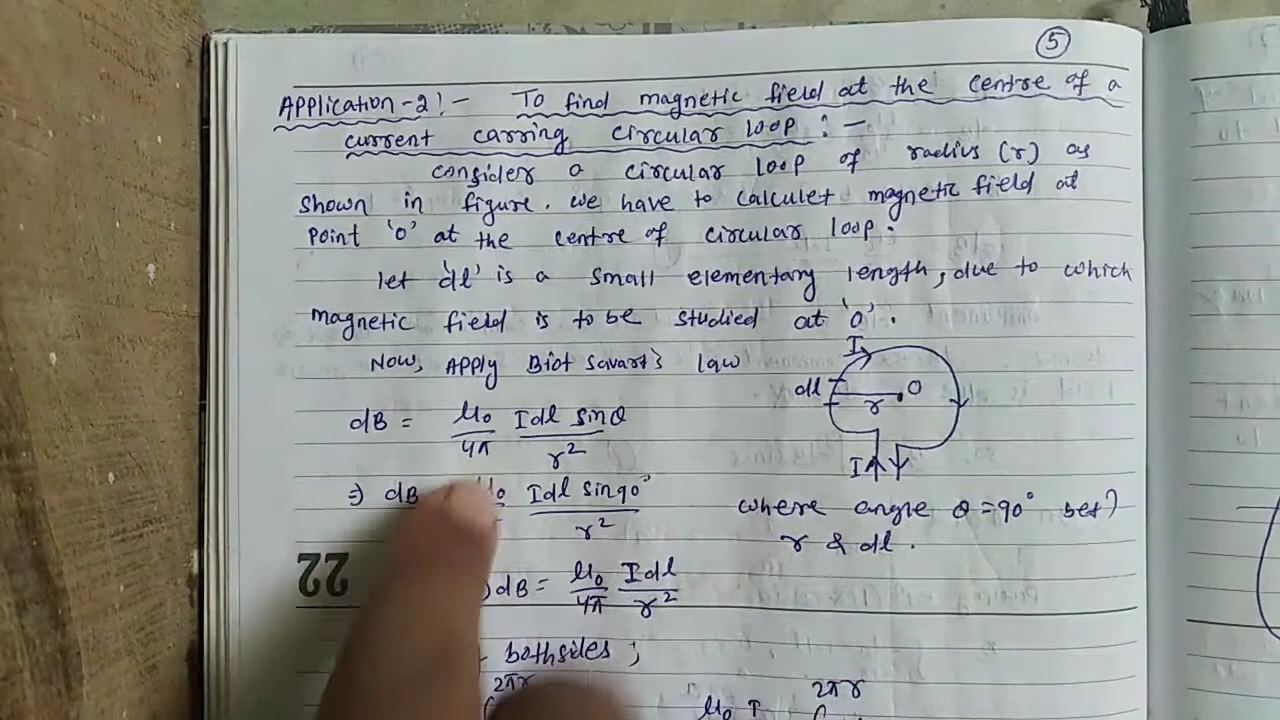 5
Application-2:- To find magnetic field at the centre of a
current carring circular loop :-
consider a circular loop of radius (r) as
shown in figure. we have to calculet magnetic field at
point 'o' at the centre of circular loop.
let 'dl' is a small elementary length, due to which
magnetic field is to be studied at 'o'.
Now, Apply Biot savart's law
I
dl
r
O
I
dB = μ₀/4π Idl sinθ/r²
⇒ dB μ₀ Idl sin90°/r²
where angle θ = 90° betⁿ
r & dl.
22
dB = μ₀/4π Idl/r²
bothsides ;
2πr
μ₀ I 2πr